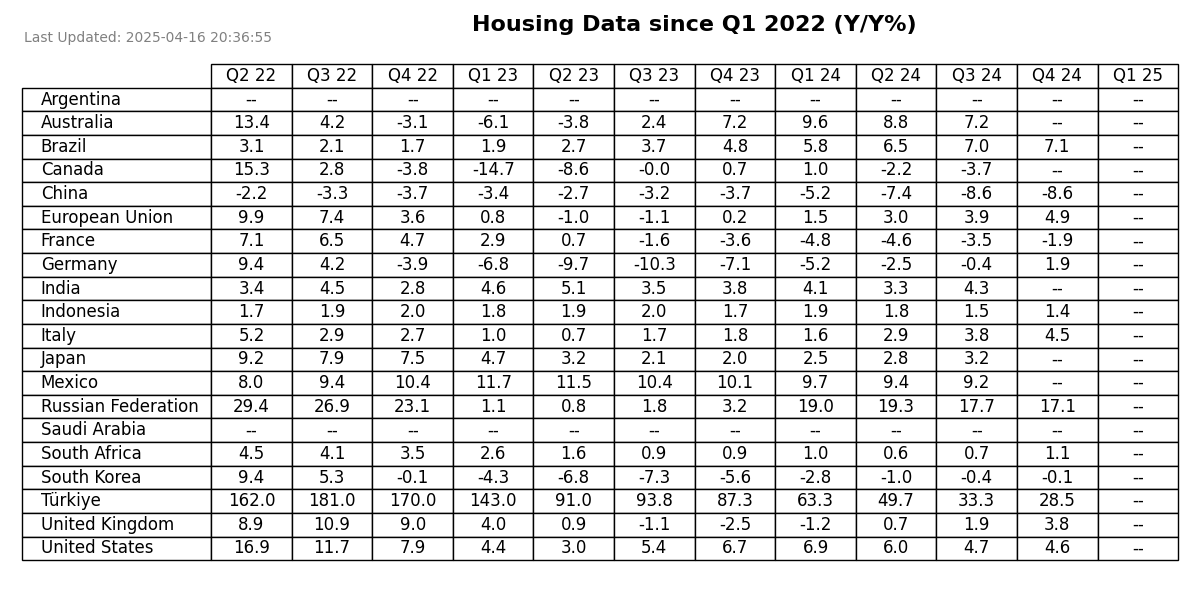 Housing Data since Q1 2022 (Y/Y%)
Last Updated: 2025-04-16 20:36:55
Q2 22 Q3 22 Q4 22 Q1 23 Q2 23 Q3 23 Q4 23 Q1 24 Q2 24 Q3 24 Q4 24 Q1 25
Argentina -- -- -- -- -- -- -- -- -- -- -- --
Australia 13.4 4.2 -3.1 -6.1 -3.8 2.4 7.2 9.6 8.8 7.2 -- --
Brazil 3.1 2.1 1.7 1.9 2.7 3.7 4.8 5.8 6.5 7.0 7.1 --
Canada 15.3 2.8 -3.8 -14.7 -8.6 -0.0 0.7 1.0 -2.2 -3.7 -- --
China -2.2 -3.3 -3.7 -3.4 -2.7 -3.2 -3.7 -5.2 -7.4 -8.6 -8.6 --
European Union 9.9 7.4 3.6 0.8 -1.0 -1.1 0.2 1.5 3.0 3.9 4.9 --
France 7.1 6.5 4.7 2.9 0.7 -1.6 -3.6 -4.8 -4.6 -3.5 -1.9 --
Germany 9.4 4.2 -3.9 -6.8 -9.7 -10.3 -7.1 -5.2 -2.5 -0.4 1.9 --
India 3.4 4.5 2.8 4.6 5.1 3.5 3.8 4.1 3.3 4.3 -- --
Indonesia 1.7 1.9 2.0 1.8 1.9 2.0 1.7 1.9 1.8 1.5 1.4 --
Italy 5.2 2.9 2.7 1.0 0.7 1.7 1.8 1.6 2.9 3.8 4.5 --
Japan 9.2 7.9 7.5 4.7 3.2 2.1 2.0 2.5 2.8 3.2 -- --
Mexico 8.0 9.4 10.4 11.7 11.5 10.4 10.1 9.7 9.4 9.2 -- --
Russian Federation 29.4 26.9 23.1 1.1 0.8 1.8 3.2 19.0 19.3 17.7 17.1 --
Saudi Arabia -- -- -- -- -- -- -- -- -- -- -- --
South Africa 4.5 4.1 3.5 2.6 1.6 0.9 0.9 1.0 0.6 0.7 1.1 --
South Korea 9.4 5.3 -0.1 -4.3 -6.8 -7.3 -5.6 -2.8 -1.0 -0.4 -0.1 --
Türkiye 162.0 181.0 170.0 143.0 91.0 93.8 87.3 63.3 49.7 33.3 28.5 --
United Kingdom 8.9 10.9 9.0 4.0 0.9 -1.1 -2.5 -1.2 0.7 1.9 3.8 --
United States 16.9 11.7 7.9 4.4 3.0 5.4 6.7 6.9 6.0 4.7 4.6 --